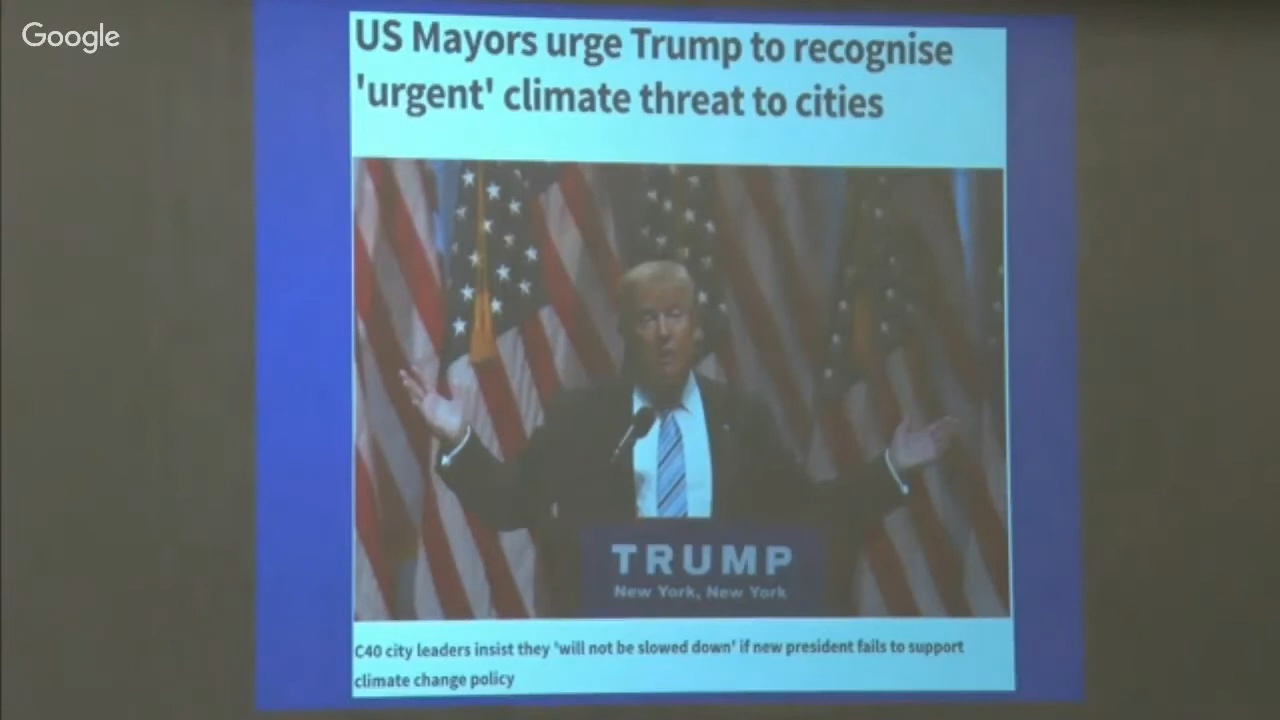 Google
US Mayors urge Trump to recognise
'urgent' climate threat to cities
TRUMP
New York, New York
C40 city leaders insist they 'will not be slowed down' if new president fails to support
climate change policy